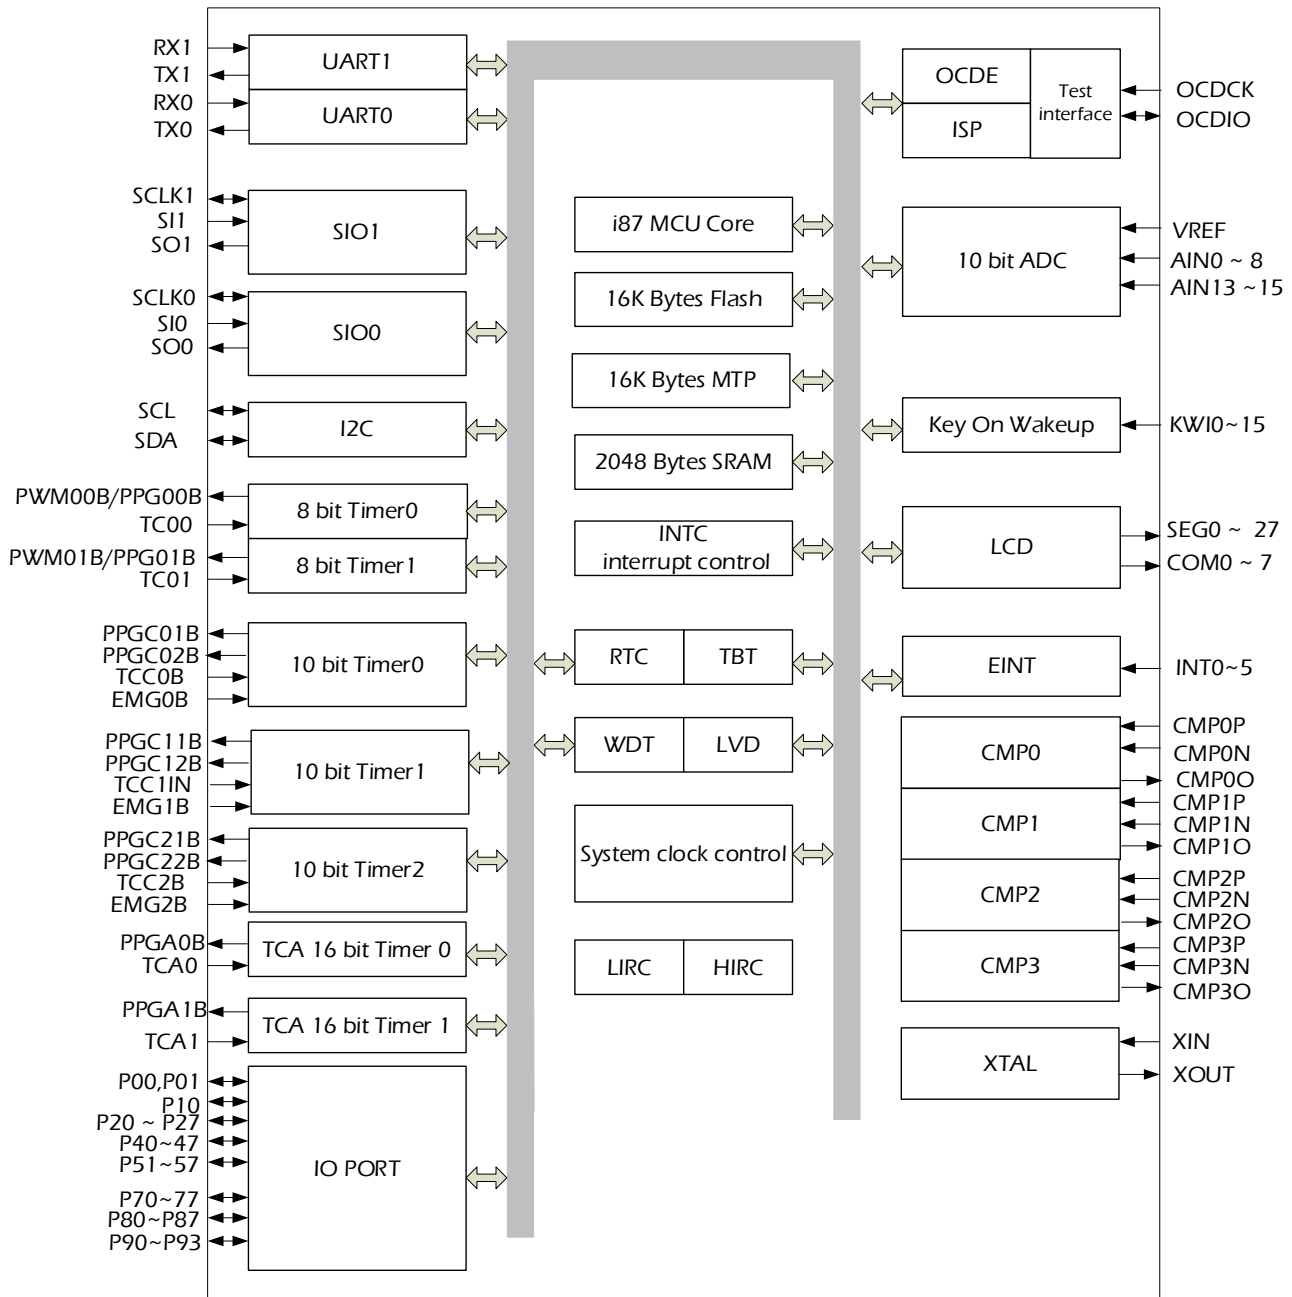 RX1
TX1
RX0
TX0
UART1
UART0
SCLK1
SI1
SO1
SIO1
SCLK0
SI0
SO0
SIO0
SCL
SDA
I2C
PWM00B/PPG00B
TC00
8 bit Timer0
PWM01B/PPG01B
TC01
8 bit Timer1
PPGC01B
PPGC02B
TCC0B
EMG0B
10 bit Timer0
PPGC11B
PPGC12B
TCC1IN
EMG1B
10 bit Timer1
PPGC21B
PPGC22B
TCC2B
EMG2B
10 bit Timer2
PPGA0B
TCA0
TCA 16 bit Timer 0
PPGA1B
TCA1
TCA 16 bit Timer 1
P00,P01
P10
P20 ~ P27
P40~47
P51~57
P70~77
P80~P87
P90~P93
IO PORT
i87 MCU Core
16K Bytes Flash
16K Bytes MTP
2048 Bytes SRAM
INTC
interrupt control
RTC
TBT
WDT
LVD
System clock control
LIRC
HIRC
OCDE
ISP
Test
interface
OCDCK
OCDIO
10 bit ADC
VREF
AIN0 ~ 8
AIN13 ~15
Key On Wakeup
KWI0~15
LCD
SEG0 ~ 27
COM0 ~ 7
EINT
INT0~5
CMP0
CMP0P
CMP0N
CMP0O
CMP1
CMP1P
CMP1N
CMP1O
CMP2
CMP2P
CMP2N
CMP2O
CMP3
CMP3P
CMP3N
CMP3O
XTAL
XIN
XOUT